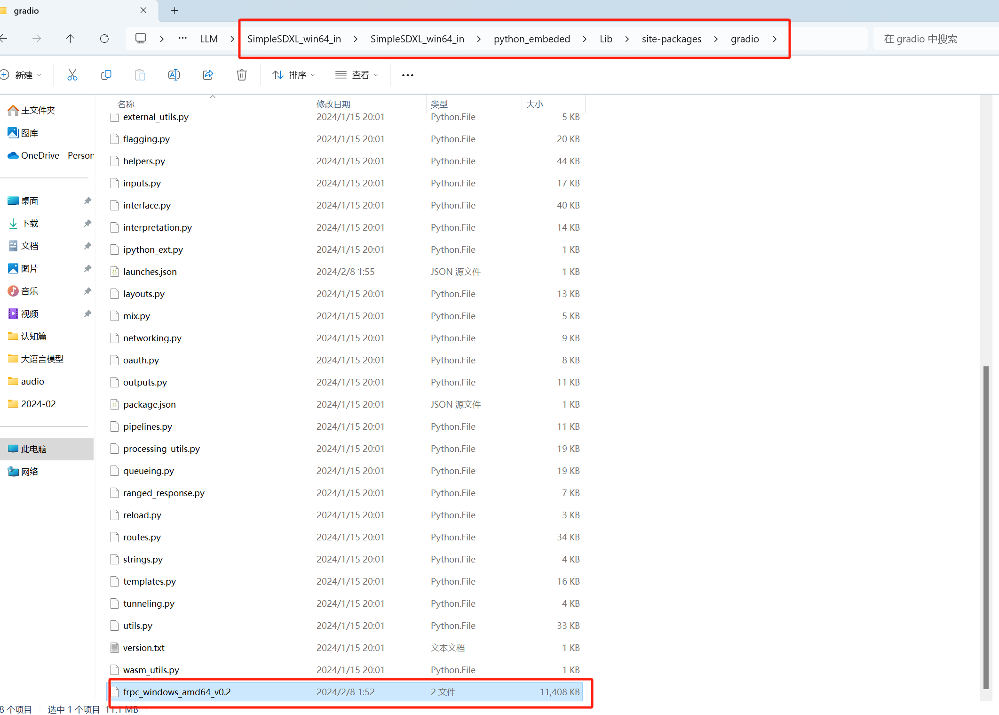 gradio
LLM SimpleSDXL_win64_in SimpleSDXL_win64_in python_embeded Lib site-packages gradio 在 gradio 中搜索
新建 排序 查看
名称 修改日期 类型 大小
external_utils.py 2024/1/15 20:01 Python.File 5 KB
flagging.py 2024/1/15 20:01 Python.File 20 KB
helpers.py 2024/1/15 20:01 Python.File 44 KB
inputs.py 2024/1/15 20:01 Python.File 17 KB
interface.py 2024/1/15 20:01 Python.File 40 KB
interpretation.py 2024/1/15 20:01 Python.File 14 KB
ipython_ext.py 2024/1/15 20:01 Python.File 1 KB
launches.json 2024/2/8 1:55 JSON 源文件 1 KB
layouts.py 2024/1/15 20:01 Python.File 13 KB
mix.py 2024/1/15 20:01 Python.File 5 KB
networking.py 2024/1/15 20:01 Python.File 9 KB
oauth.py 2024/1/15 20:01 Python.File 8 KB
outputs.py 2024/1/15 20:01 Python.File 11 KB
package.json 2024/1/15 20:01 JSON 源文件 1 KB
pipelines.py 2024/1/15 20:01 Python.File 11 KB
processing_utils.py 2024/1/15 20:01 Python.File 19 KB
queueing.py 2024/1/15 20:01 Python.File 19 KB
ranged_response.py 2024/1/15 20:01 Python.File 7 KB
reload.py 2024/1/15 20:01 Python.File 3 KB
routes.py 2024/1/15 20:01 Python.File 34 KB
strings.py 2024/1/15 20:01 Python.File 4 KB
templates.py 2024/1/15 20:01 Python.File 16 KB
tunneling.py 2024/1/15 20:01 Python.File 4 KB
utils.py 2024/1/15 20:01 Python.File 33 KB
version.txt 2024/1/15 20:01 文本文档 1 KB
wasm_utils.py 2024/1/15 20:01 Python.File 1 KB
frpc_windows_amd64_v0.2 2024/2/8 1:52 2 文件 11,408 KB
主文件夹
图库
OneDrive - Person
桌面
下载
文档
图片
音乐
视频
认知篇
大语言模型
audio
2024-02
此电脑
网络
8 个项目 选中 1 个项目 11.1 MB